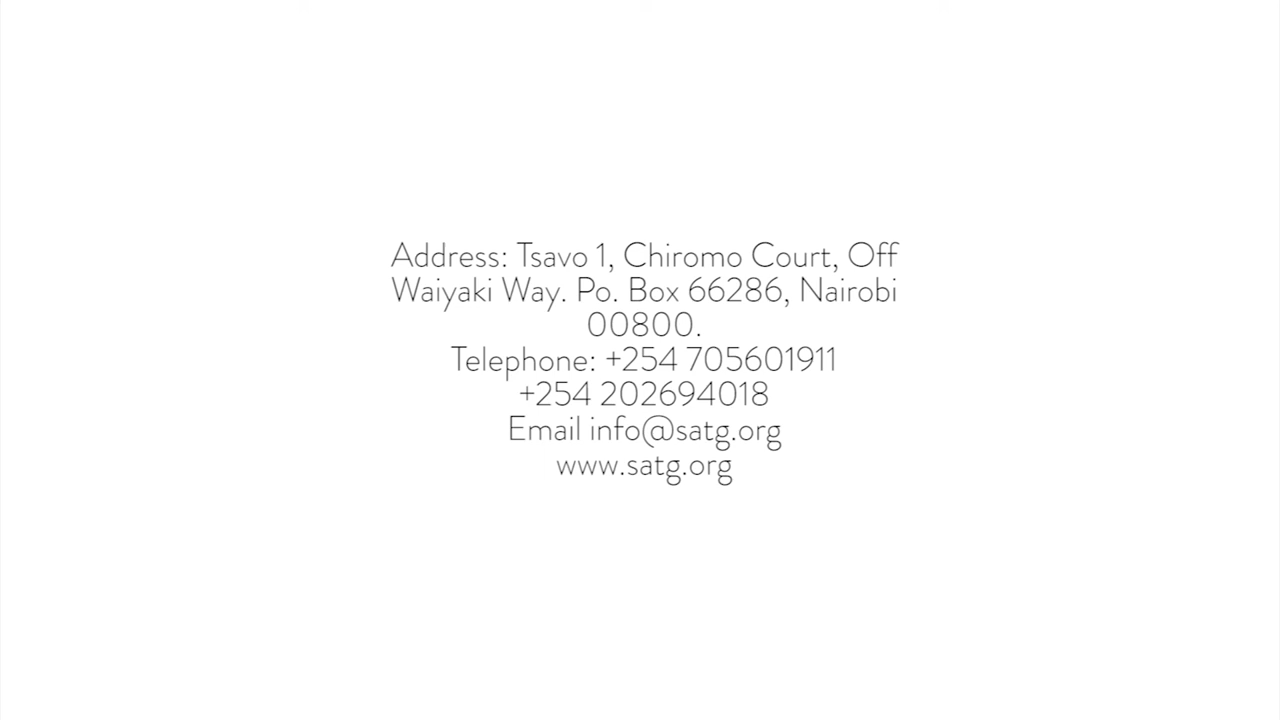 Address: Tsavo 1, Chiromo Court, Off
Waiyaki Way. Po. Box 66286, Nairobi
00800.
Telephone: +254 705601911
+254 202694018
Email info@satg.org
www.satg.org